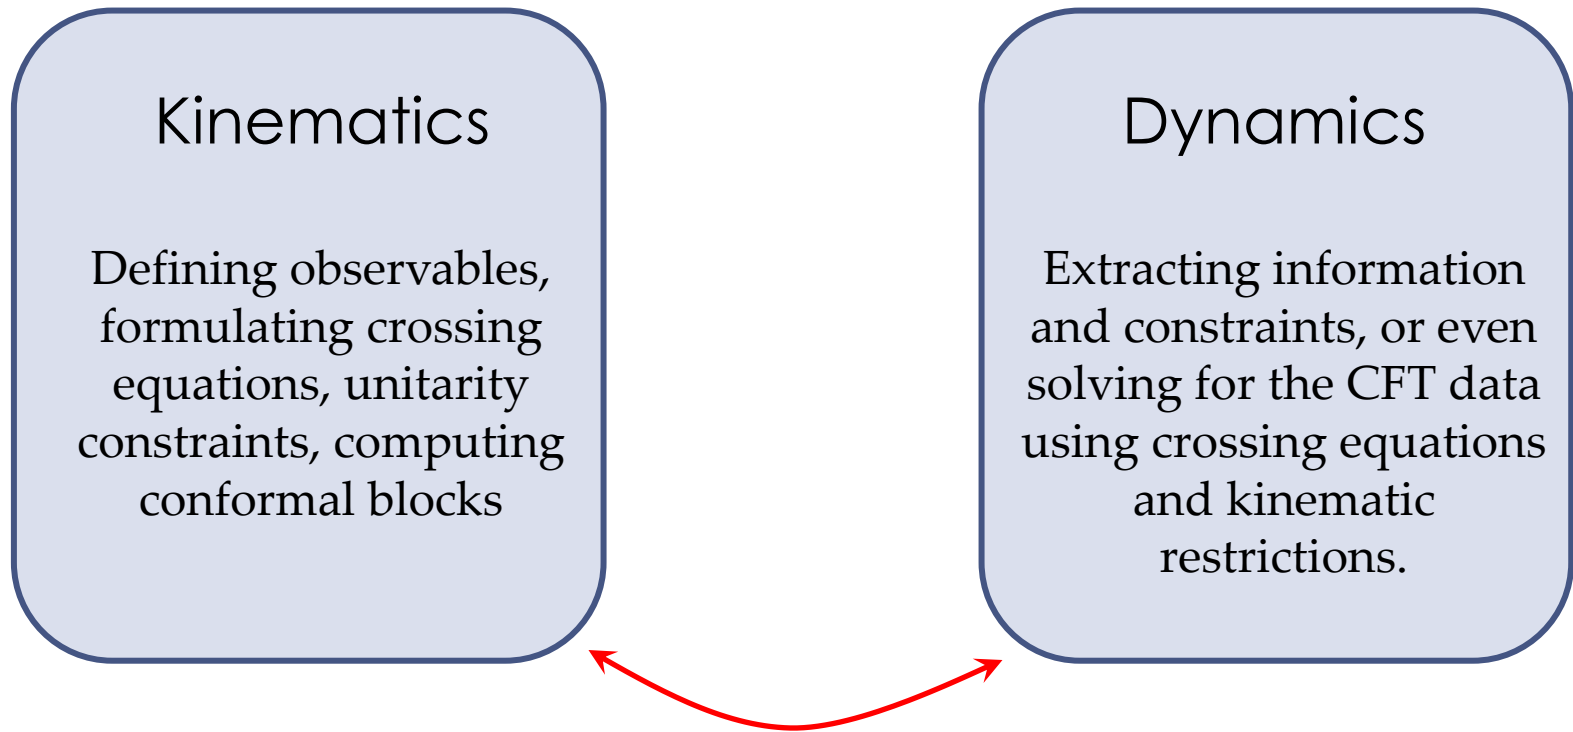 Kinematics
Defining observables,
formulating crossing
equations, unitarity
constraints, computing
conformal blocks
Dynamics
Extracting information
and constraints, or even
solving for the CFT data
using crossing equations
and kinematic
restrictions.